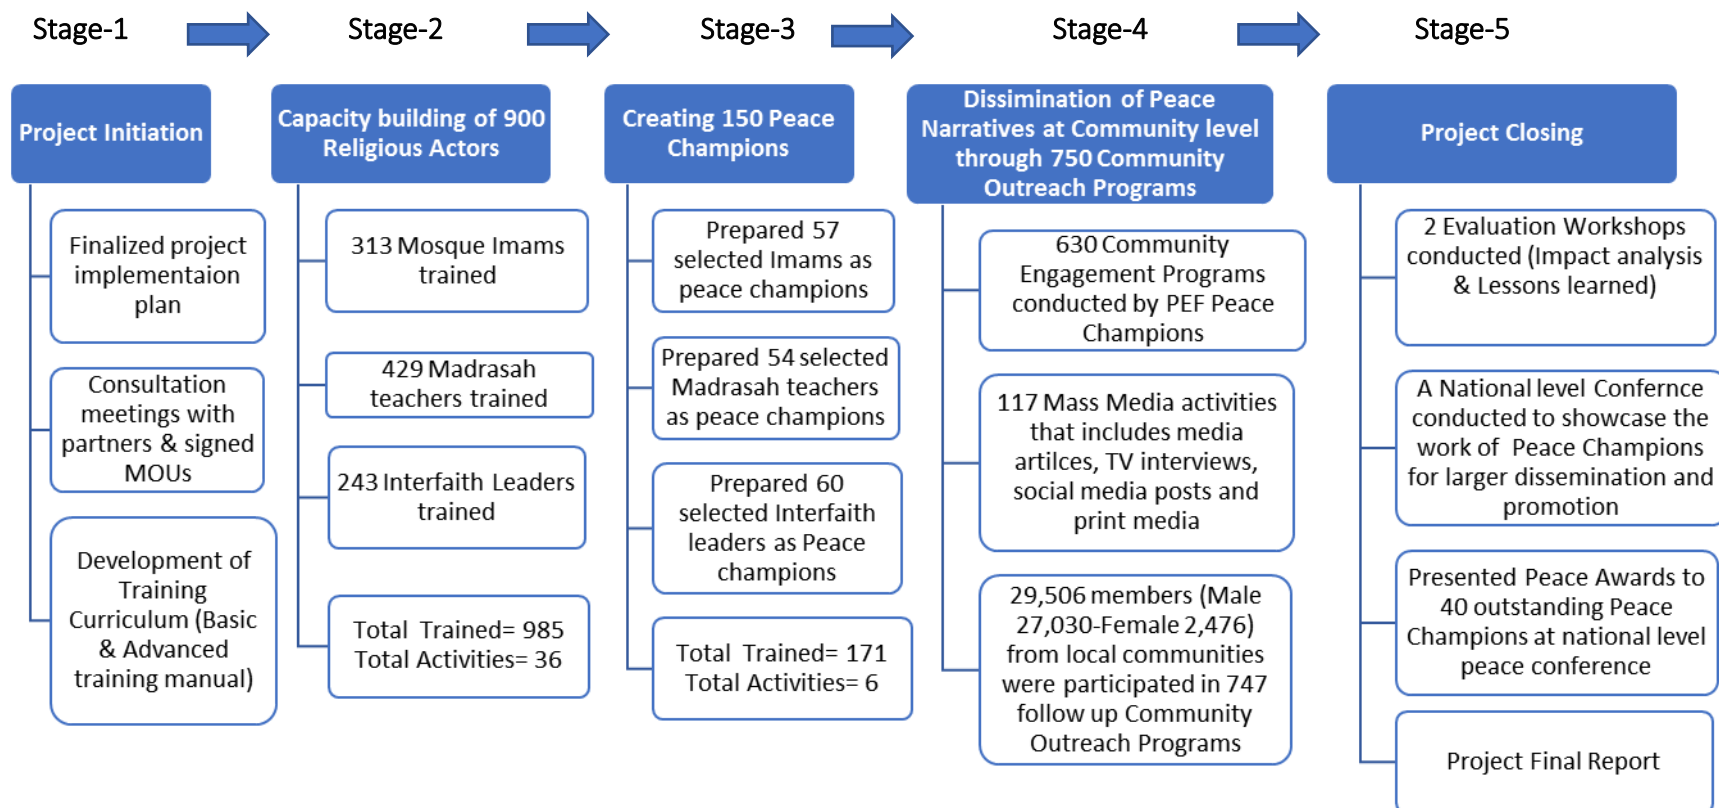 Stage-1
Stage-2
Stage-3
Stage-4
Stage-5
Project Initiation
Finalized project
implementaion
plan
Consultation
meetings with
partners & signed
MOUs
Development of
Training
Curriculum (Basic
& Advanced
training manual)
Capacity building of 900
Religious Actors
313 Mosque Imams
trained
429 Madrasah
teachers trained
243 Interfaith Leaders
trained
Total Trained= 985
Total Activities= 36
Creating 150 Peace
Champions
Prepared 57
selected Imams as
peace champions
Prepared 54 selected
Madrasah teachers
as peace champions
Prepared 60
selected Interfaith
leaders as Peace
champions
Total Trained= 171
Total Activities= 6
Dissimination of Peace
Narratives at Community level
through 750 Community
Outreach Programs
630 Community
Engagement Programs
conducted by PEF Peace
Champions
117 Mass Media activities
that includes media
artilces, TV interviews,
social media posts and
print media
29,506 members (Male
27,030-Female 2,476)
from local communities
were participated in 747
follow up Community
Outreach Programs
Project Closing
2 Evaluation Workshops
conducted (Impact analysis
& Lessons learned)
A National level Confernce
conducted to showcase the
work of Peace Champions
for larger dissemination and
promotion
Presented Peace Awards to
40 outstanding Peace
Champions at national level
peace conference
Project Final Report